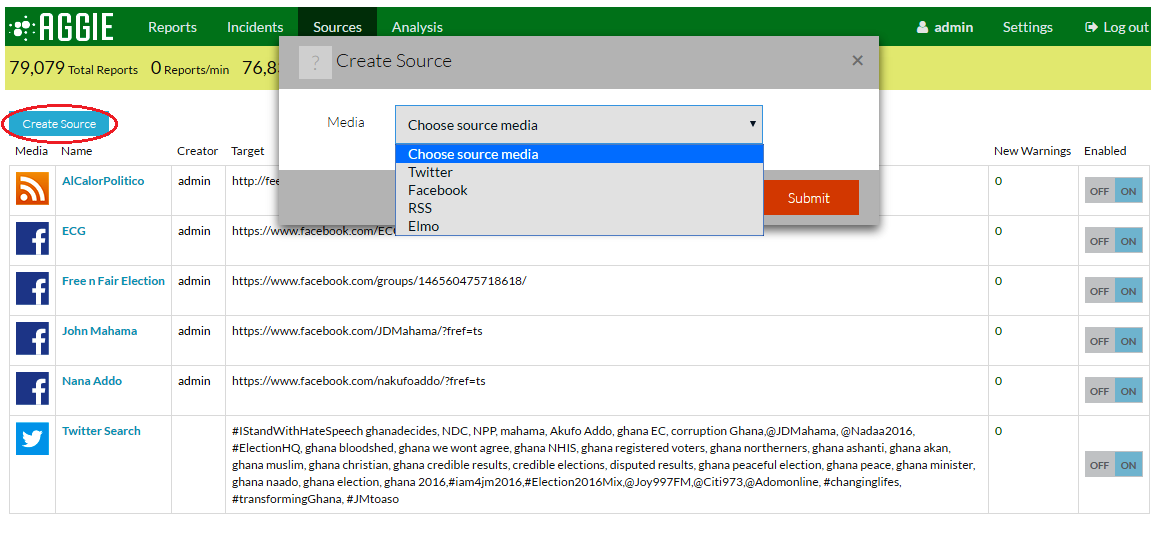 AGGIE Reports Incidents Sources Analysis admin Settings Log out
79,079 Total Reports 0 Reports/min
? Create Source ×
Create Source
Media Choose source media
Choose source media
Twitter
Facebook
RSS
Elmo
Submit
Media Name Creator Target New Warnings Enabled
AlCalorPolitico admin http://fee 0 OFF ON
ECG admin https://www.facebook.com/EC 0 OFF ON
Free n Fair Election admin https://www.facebook.com/groups/146560475718618/ 0 OFF ON
John Mahama admin https://www.facebook.com/JDMahama/?fref=ts 0 OFF ON
Nana Addo admin https://www.facebook.com/nakufoaddo/?fref=ts 0 OFF ON
Twitter Search #IStandWithHateSpeech ghanadecides, NDC, NPP, mahama, Akufo Addo, ghana EC, corruption Ghana,@JDMahama, @Nadaa2016, 0 OFF ON
#ElectionHQ, ghana bloodshed, ghana we wont agree, ghana NHIS, ghana registered voters, ghana northerners, ghana ashanti, ghana akan,
ghana muslim, ghana christian, ghana credible results, credible elections, disputed results, ghana peaceful election, ghana peace, ghana minister,
ghana naado, ghana election, ghana 2016,#iam4jm2016,#Election2016Mix,@Joy997FM,@Citi973,@Adomonline, #changinglifes,
#transformingGhana, #JMtoaso